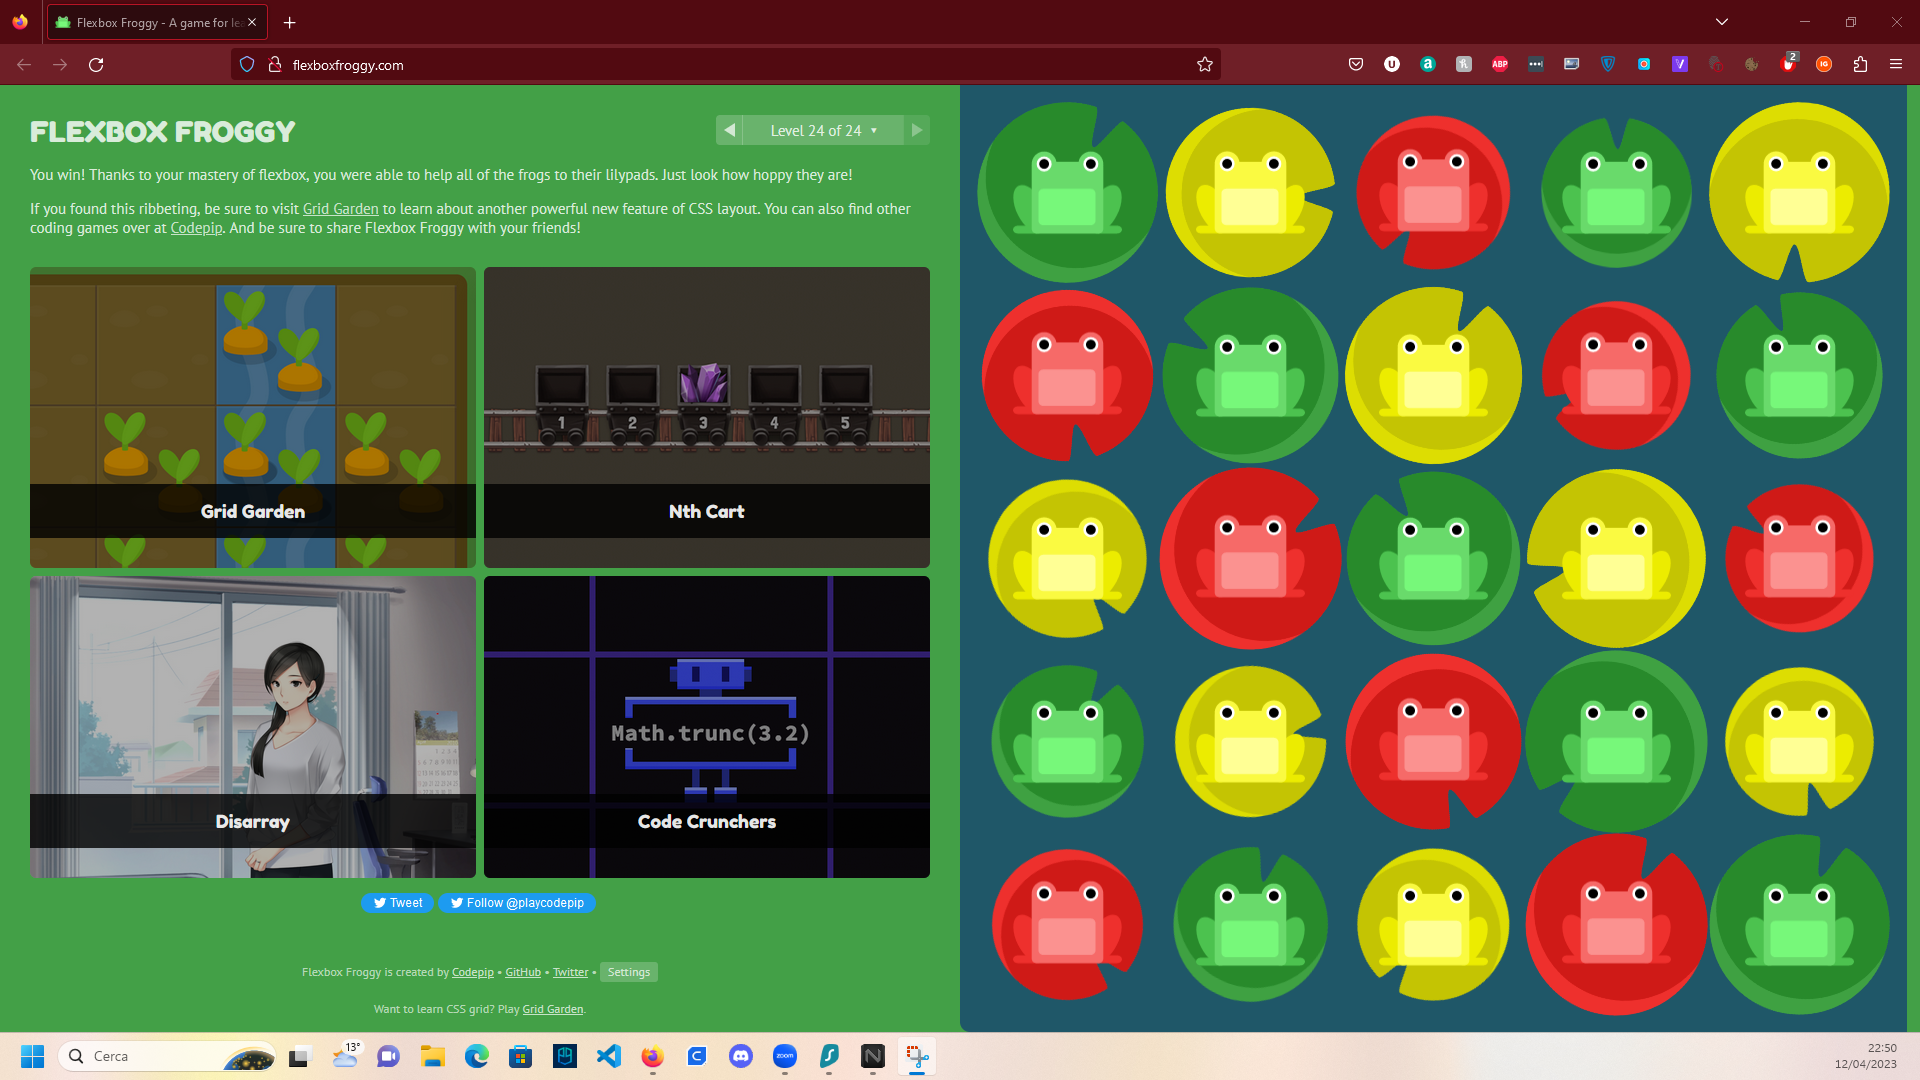 Flexbox Froggy - A game for le
flexboxfroggy.com
ABP
2
IG
FLEXBOX FROGGY
Level 24 of 24
You win! Thanks to your mastery of flexbox, you were able to help all of the frogs to their lilypads. Just look how hoppy they are!
If you found this ribbeting, be sure to visit Grid Garden to learn about another powerful new feature of CSS layout. You can also find other
coding games over at Codepip. And be sure to share Flexbox Froggy with your friends!
Grid Garden
1 2 3 4 5
Nth Cart
Disarray
Math.trunc(3.2)
Code Crunchers
Tweet
Follow @playcodepip
Flexbox Froggy is created by Codepip • GitHub • Twitter • Settings
Want to learn CSS grid? Play Grid Garden.
Cerca
13°
zoom
22:50
12/04/2023